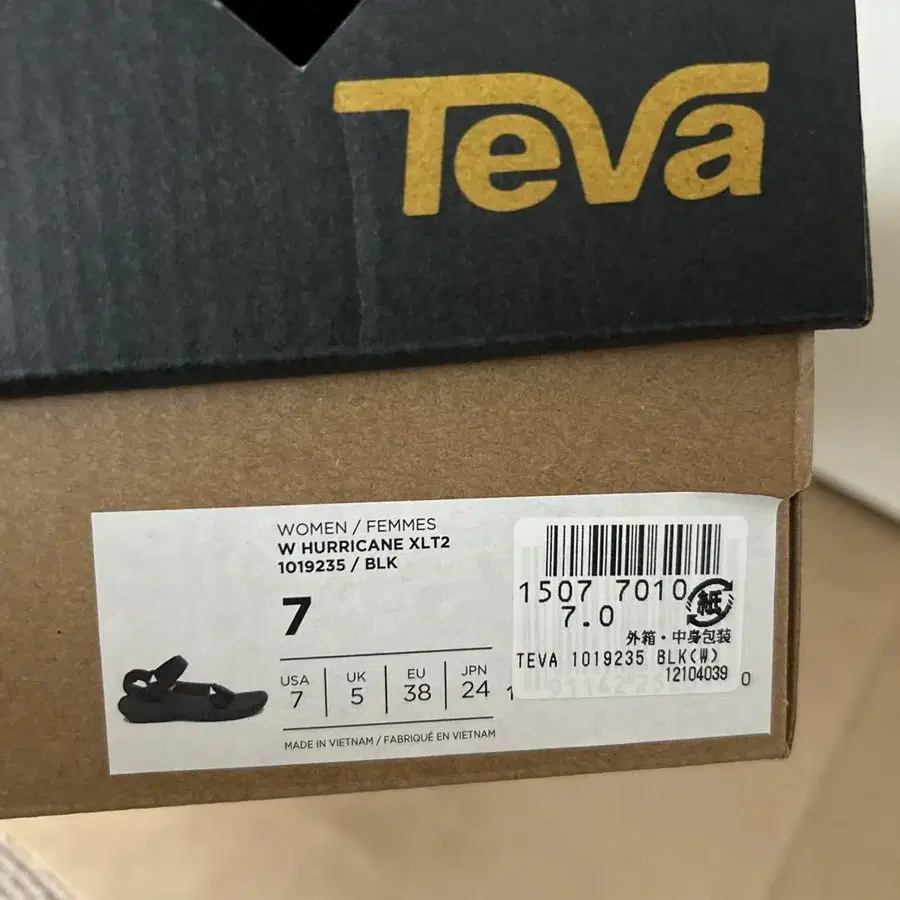 Teva
WOMEN / FEMMES
W HURRICANE XLT2
1019235 / BLK
7
USA UK EU JPN
7 5 38 24
MADE IN VIETNAM / FABRIQUÉ EN VIETNAM
1507 7010
7.0
紙
外箱・中身包装
TEVA 1019235 BLK(W)
12104039
0